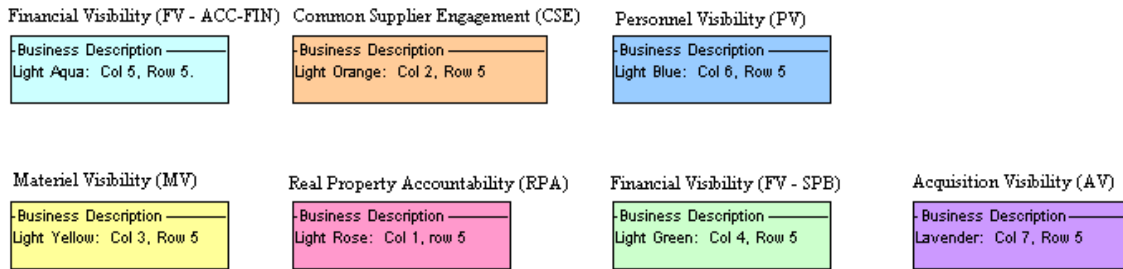 Financial Visibility (FV - ACC-FIN) Common Supplier Engagement (CSE) Personnel Visibility (PV)
Business Description Business Description Business Description
Light Aqua: Col 5, Row 5. Light Orange: Col 2, Row 5 Light Blue: Col 6, Row 5
Materiel Visibility (MV) Real Property Accountability (RPA) Financial Visibility (FV - SPB) Acquisition Visibility (AV)
Business Description Business Description Business Description Business Description
Light Yellow: Col 3, Row 5 Light Rose: Col 1, row 5 Light Green: Col 4, Row 5 Lavender: Col 7, Row 5